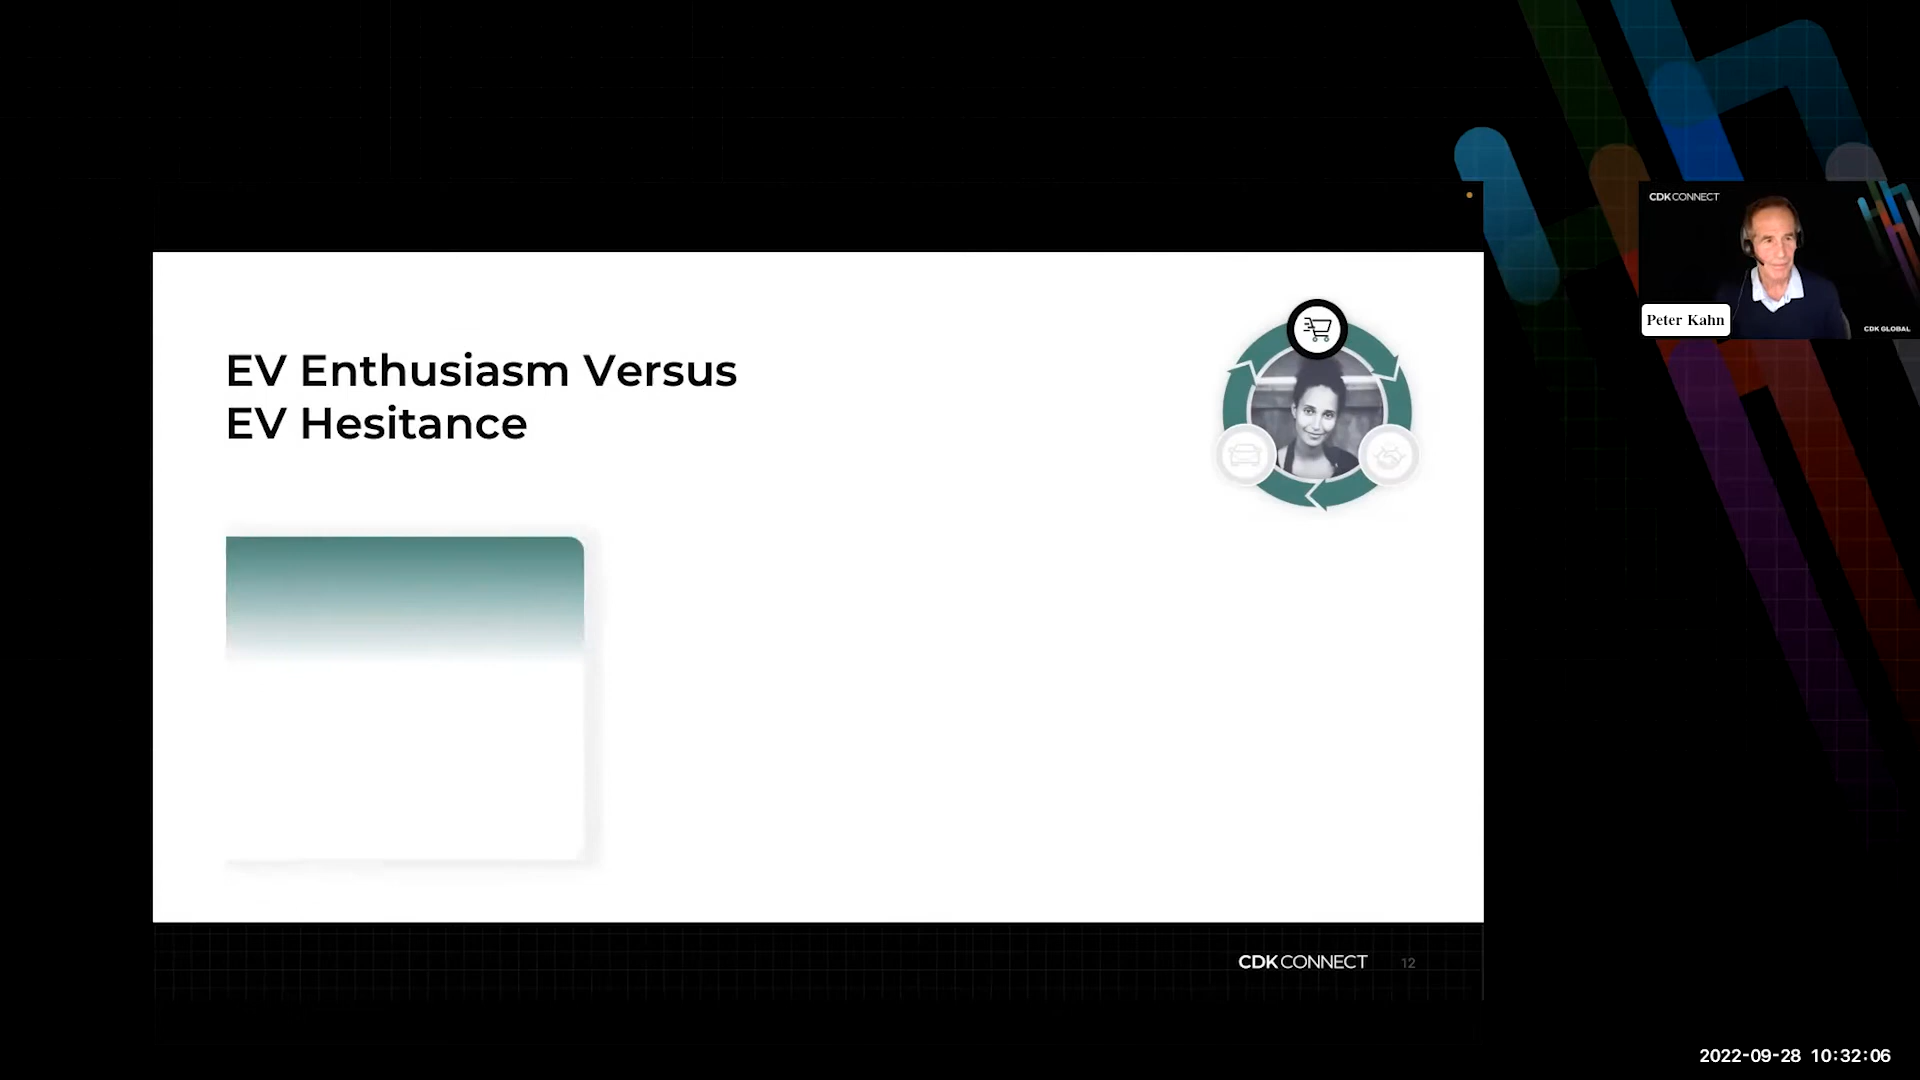 CDK CONNECT
Peter Kahn
CDK GLOBAL
EV Enthusiasm Versus
EV Hesitance
CDK CONNECT
12
2022-09-28 10:32:06